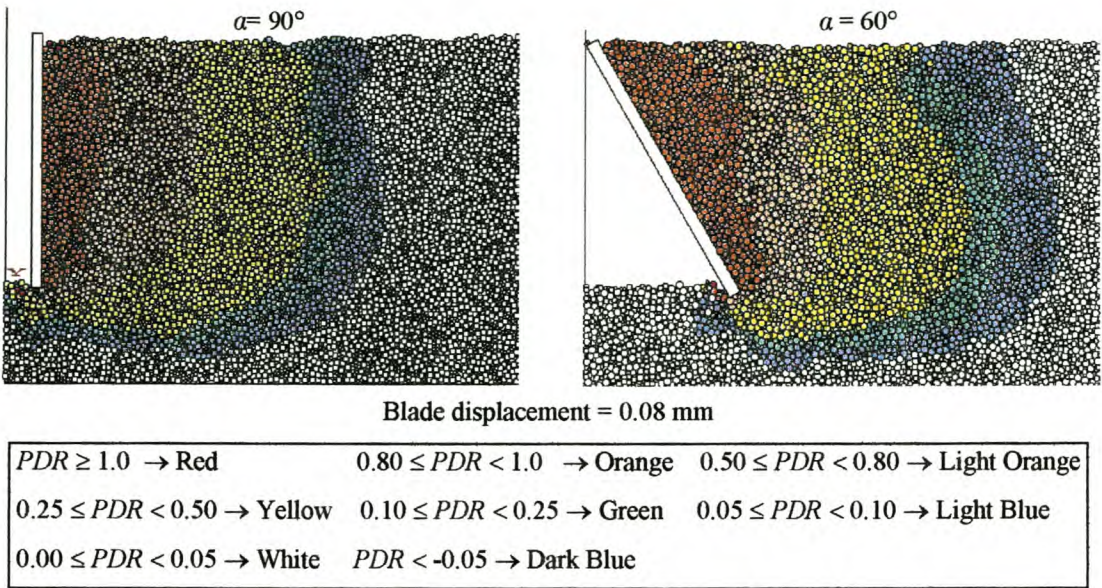 α= 90° α = 60°
Y
Blade displacement = 0.08 mm
PDR ≥ 1.0 → Red 0.80 ≤ PDR < 1.0 → Orange 0.50 ≤ PDR < 0.80 → Light Orange
0.25 ≤ PDR < 0.50 → Yellow 0.10 ≤ PDR < 0.25 → Green 0.05 ≤ PDR < 0.10 → Light Blue
0.00 ≤ PDR < 0.05 → White PDR < -0.05 → Dark Blue